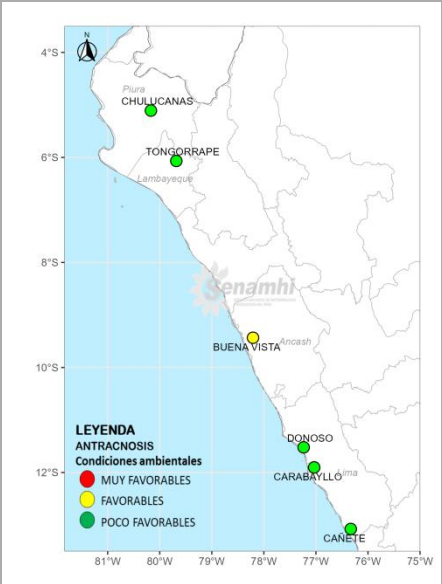 N
4°S
Piura
CHULUCANAS
TONGORRAPE
6°S
Lambayeque
8°S
Senamhi
BUENA VISTA
Ancash
10°S
LEYENDA
ANTRACNOSIS
Condiciones ambientales
MUY FAVORABLES
FAVORABLES
POCO FAVORABLES
DONOSO
CARABAYLLO
Lima
12°S
CAÑETE
81°W 80°W 79°W 78°W 77°W 76°W 75°W